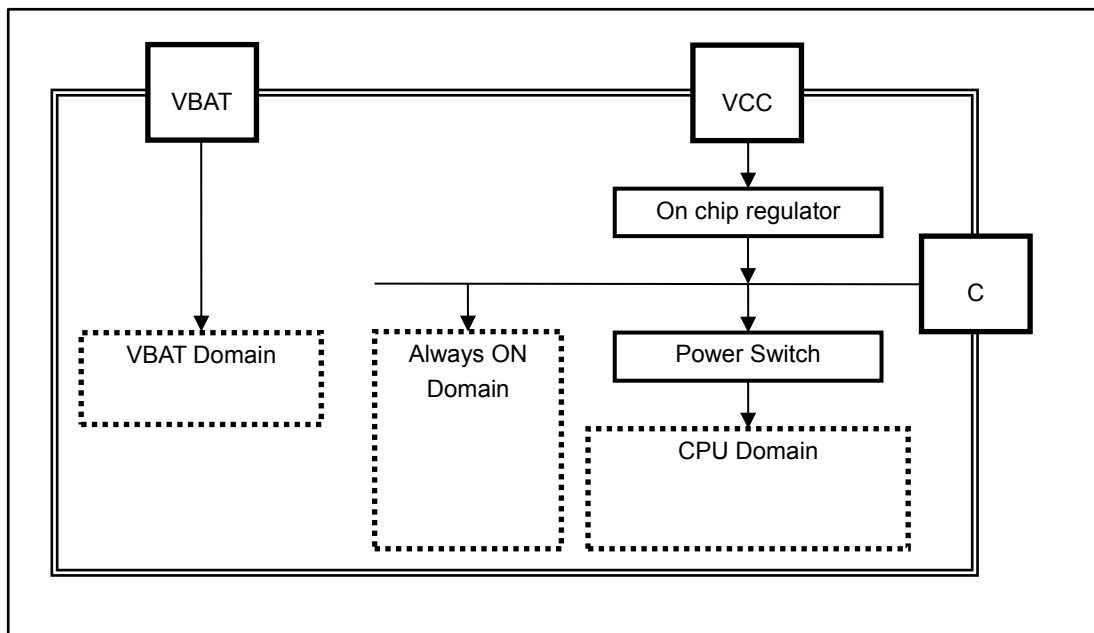 VBAT
VCC
On chip regulator
C
VBAT Domain
Always ON
Domain
Power Switch
CPU Domain